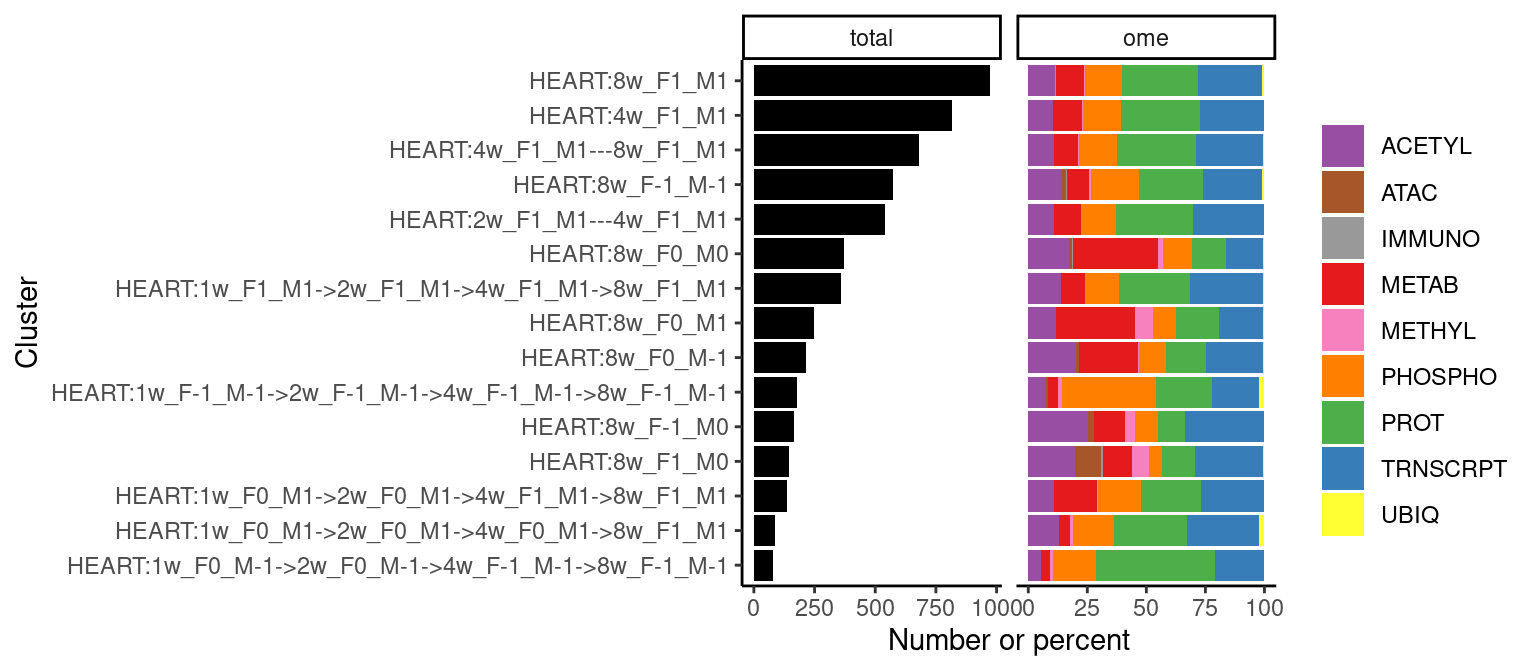 total
ome
HEART:8w_F1_M1
HEART:4w_F1_M1
HEART:4w_F1_M1---8w_F1_M1
HEART:8w_F-1_M-1
HEART:2w_F1_M1---4w_F1_M1
HEART:8w_F0_M0
HEART:1w_F1_M1->2w_F1_M1->4w_F1_M1->8w_F1_M1
HEART:8w_F0_M1
HEART:8w_F0_M-1
HEART:1w_F-1_M-1->2w_F-1_M-1->4w_F-1_M-1->8w_F-1_M-1
HEART:8w_F-1_M0
HEART:8w_F1_M0
HEART:1w_F0_M1->2w_F0_M1->4w_F1_M1->8w_F1_M1
HEART:1w_F0_M1->2w_F0_M1->4w_F0_M1->8w_F1_M1
HEART:1w_F0_M-1->2w_F0_M-1->4w_F-1_M-1->8w_F-1_M-1
Cluster
0 250 500 750 1000
0 25 50 75 100
Number or percent
ACETYL
ATAC
IMMUNO
METAB
METHYL
PHOSPHO
PROT
TRNSCRPT
UBIQ